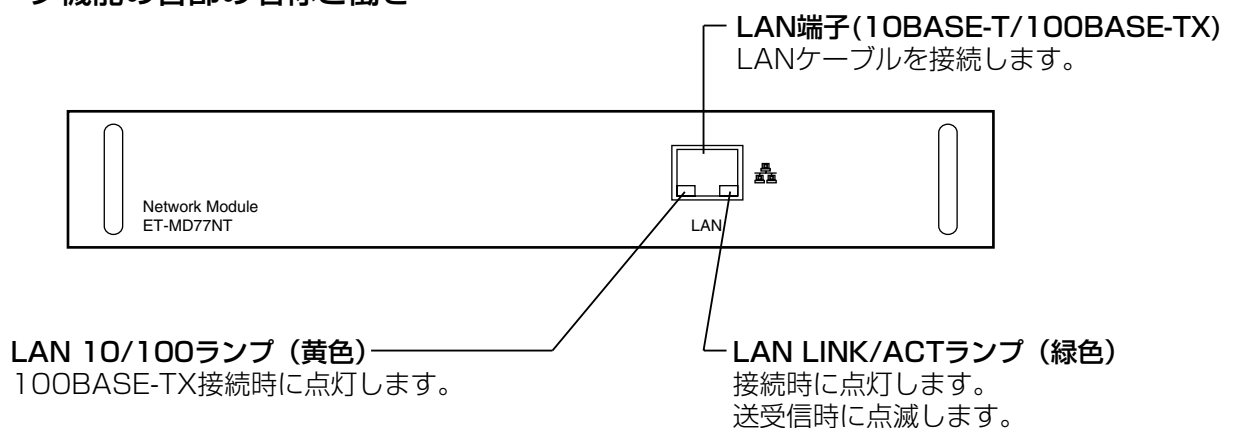 LAN端子(10BASE-T/100BASE-TX)
LANケーブルを接続します。
Network Module
ET-MD77NT
LAN
LAN 10/100ランプ（黄色）
100BASE-TX接続時に点灯します。
LAN LINK/ACTランプ（緑色）
接続時に点灯します。
送受信時に点滅します。